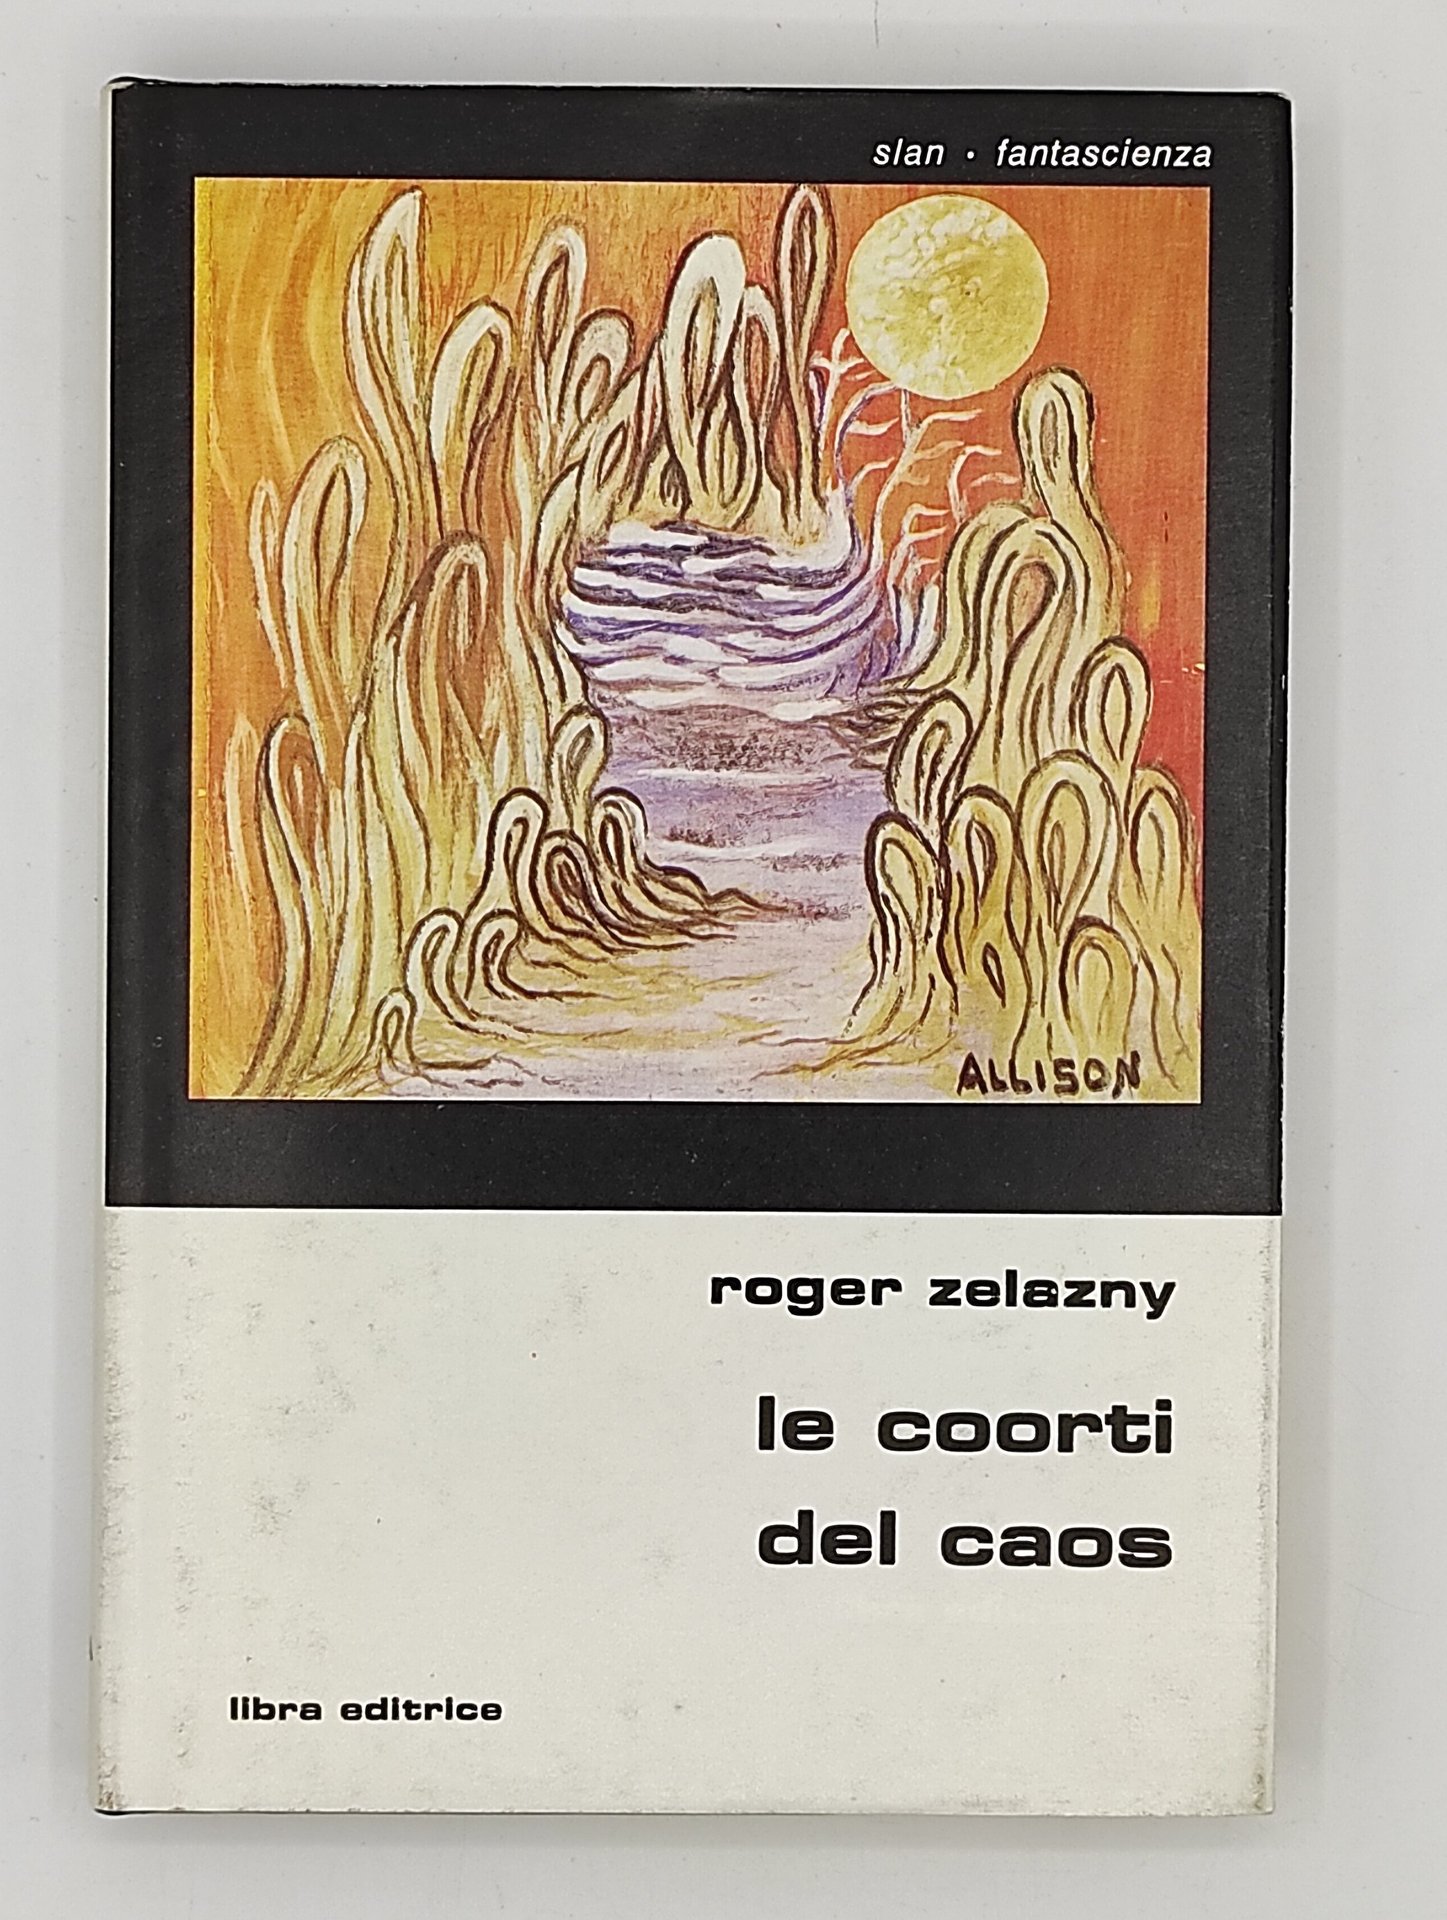 slan • fantascienza
ALLISON
roger zelazny
le coorti
del caos
libra editrice